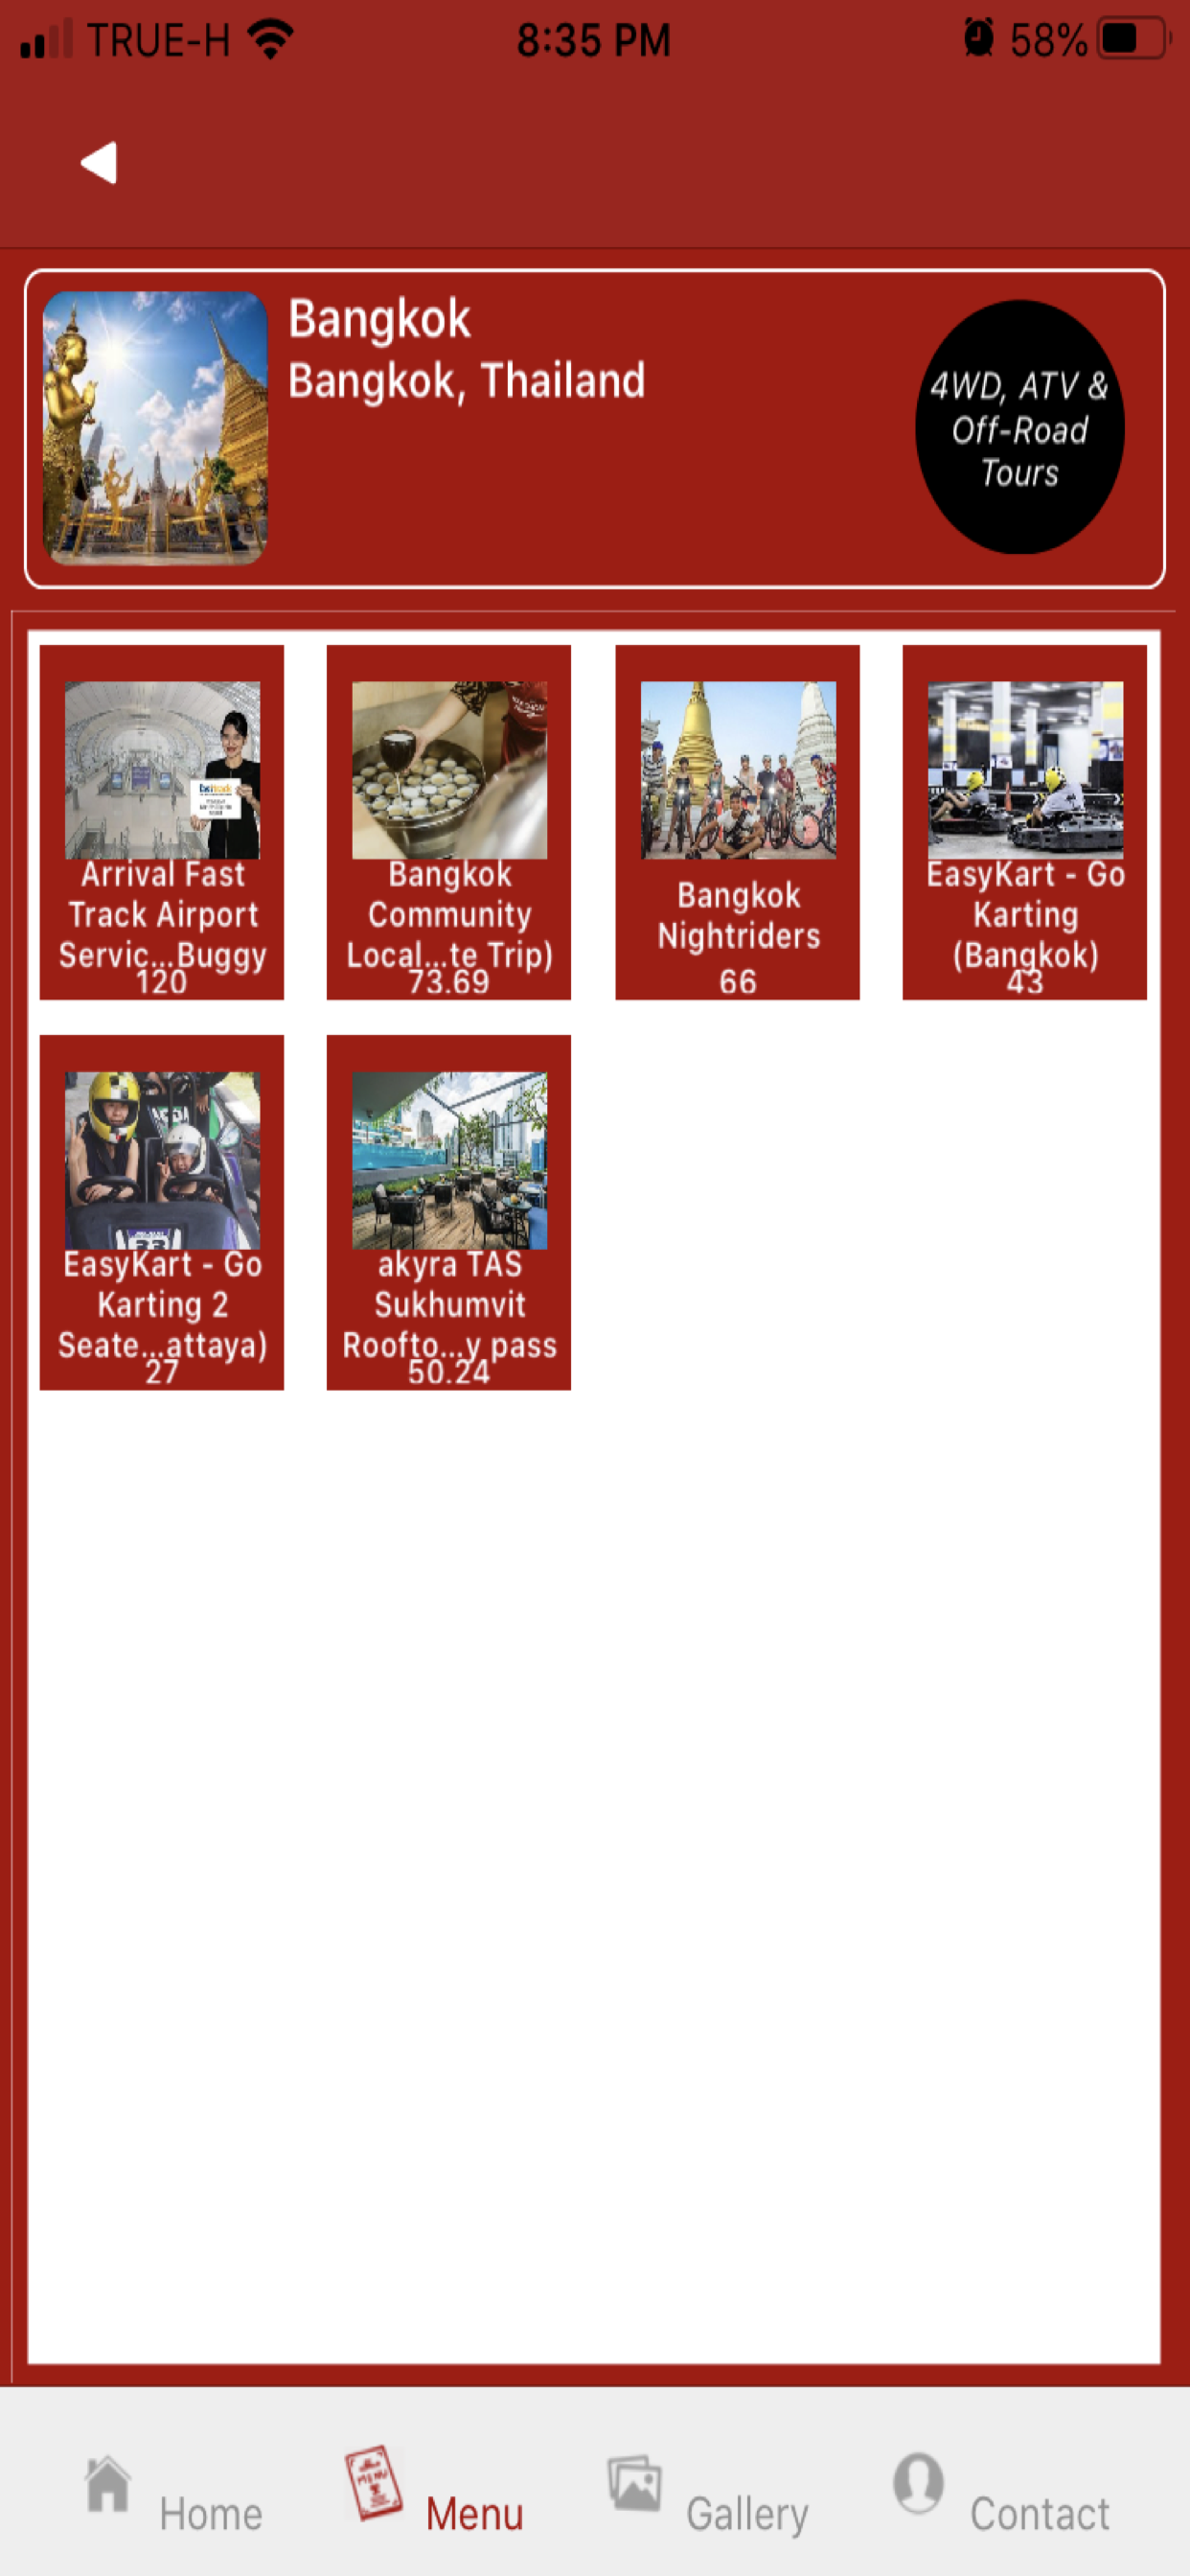 TRUE-H
8:35 PM
58%
Bangkok
Bangkok, Thailand
4WD, ATV &
Off-Road
Tours
Arrival Fast
Track Airport
Servic...Buggy
120
Bangkok
Community
Local...te Trip)
73.69
Bangkok
Nightriders
66
EasyKart - Go
Karting
(Bangkok)
43
EasyKart - Go
Karting 2
Seate...attaya)
27
akyra TAS
Sukhumvit
Roofto...y pass
50.24
Home
MENU
Menu
Gallery
Contact